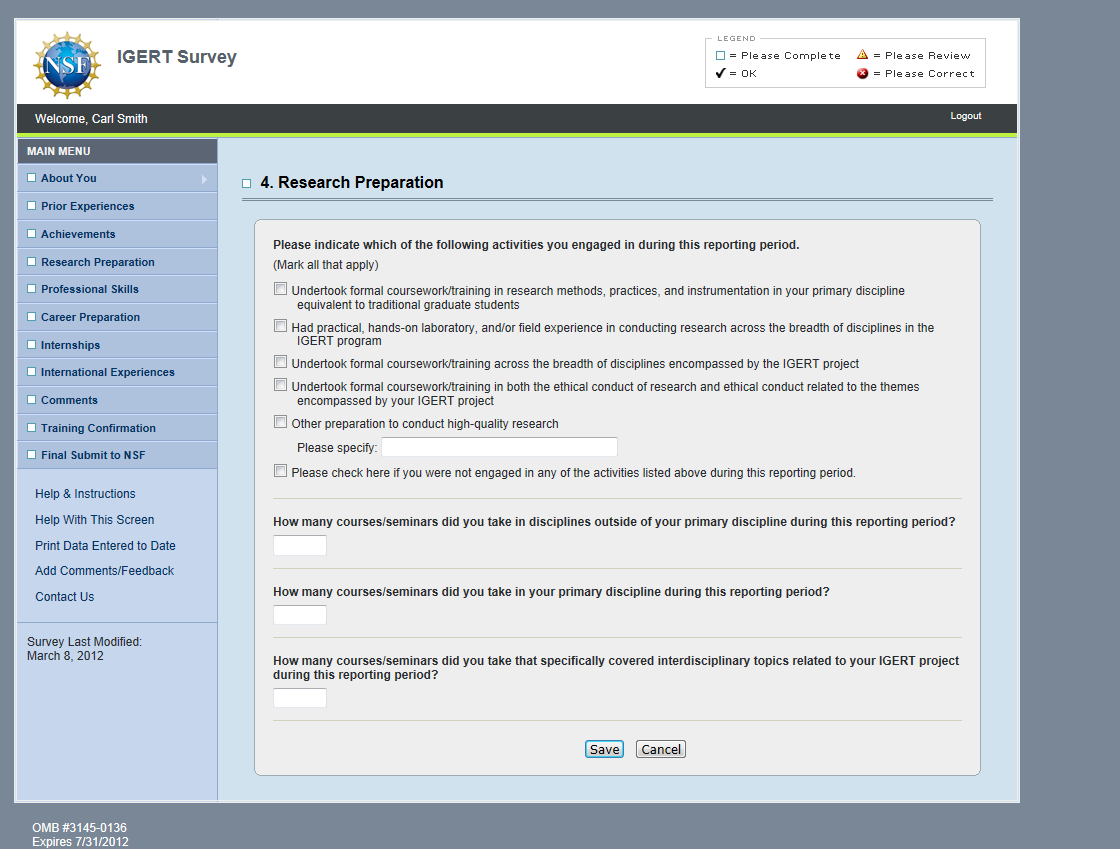 NSF
IGERT Survey
LEGEND
= Please Complete
= Please Review
= OK
= Please Correct
Welcome, Carl Smith
Logout
MAIN MENU
About You
Prior Experiences
Achievements
Research Preparation
Professional Skills
Career Preparation
Internships
International Experiences
Comments
Training Confirmation
Final Submit to NSF
Help & Instructions
Help With This Screen
Print Data Entered to Date
Add Comments/Feedback
Contact Us
Survey Last Modified:
March 8, 2012
4. Research Preparation
Please indicate which of the following activities you engaged in during this reporting period.
(Mark all that apply)
Undertook formal coursework/training in research methods, practices, and instrumentation in your primary discipline
equivalent to traditional graduate students
Had practical, hands-on laboratory, and/or field experience in conducting research across the breadth of disciplines in the
IGERT program
Undertook formal coursework/training across the breadth of disciplines encompassed by the IGERT project
Undertook formal coursework/training in both the ethical conduct of research and ethical conduct related to the themes
encompassed by your IGERT project
Other preparation to conduct high-quality research
Please specify:
Please check here if you were not engaged in any of the activities listed above during this reporting period.
How many courses/seminars did you take in disciplines outside of your primary discipline during this reporting period?
How many courses/seminars did you take in your primary discipline during this reporting period?
How many courses/seminars did you take that specifically covered interdisciplinary topics related to your IGERT project
during this reporting period?
Save
Cancel
OMB #3145-0136
Expires 7/31/2012